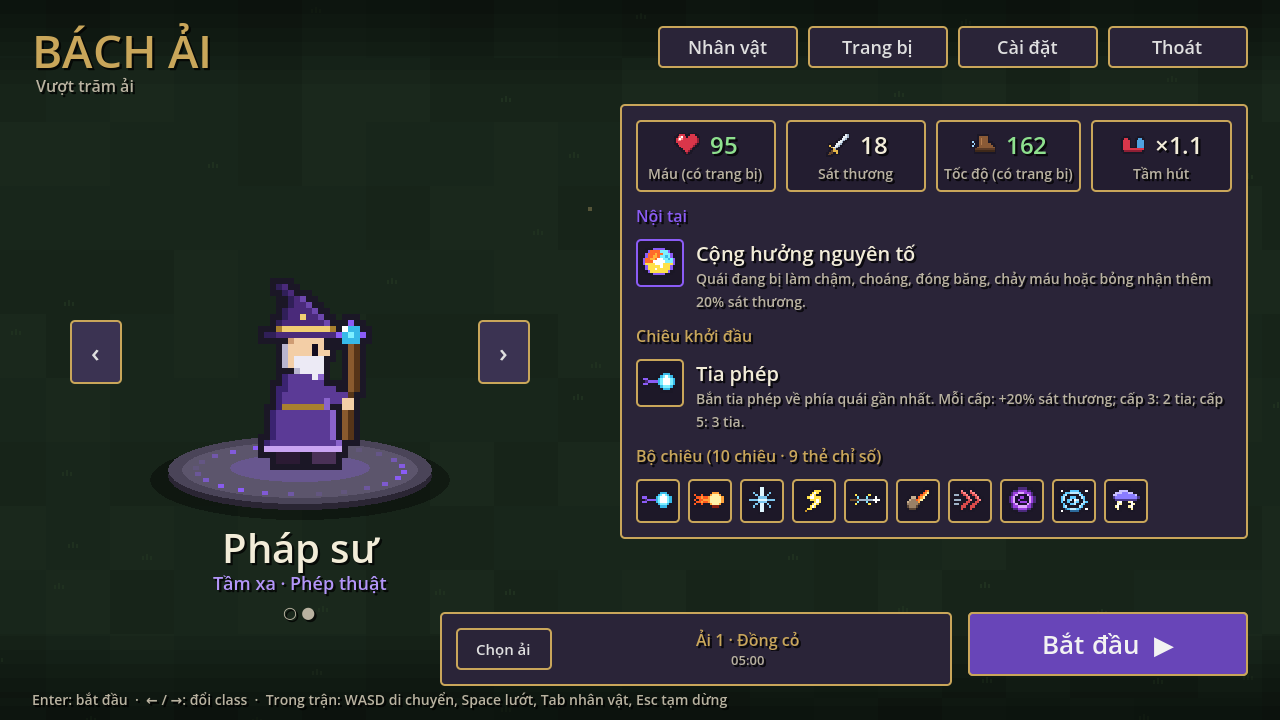 BÁCH ẢI
Vượt trăm ải
Nhân vật
Trang bị
Cài đặt
Thoát
95
Máu (có trang bị)
18
Sát thương
162
Tốc độ (có trang bị)
×1.1
Tầm hút
Nội tại
Cộng hưởng nguyên tố
Quái đang bị làm chậm, choáng, đóng băng, chảy máu hoặc bỏng nhận thêm
20% sát thương.
Chiêu khởi đầu
Tia phép
Bắn tia phép về phía quái gần nhất. Mỗi cấp: +20% sát thương; cấp 3: 2 tia; cấp
5: 3 tia.
Bộ chiêu (10 chiêu · 9 thẻ chỉ số)
‹
›
Pháp sư
Tầm xa · Phép thuật
Chọn ải
Ải 1 · Đồng cỏ
05:00
Bắt đầu ▶
Enter: bắt đầu · ← / →: đổi class · Trong trận: WASD di chuyển, Space lướt, Tab nhân vật, Esc tạm dừng